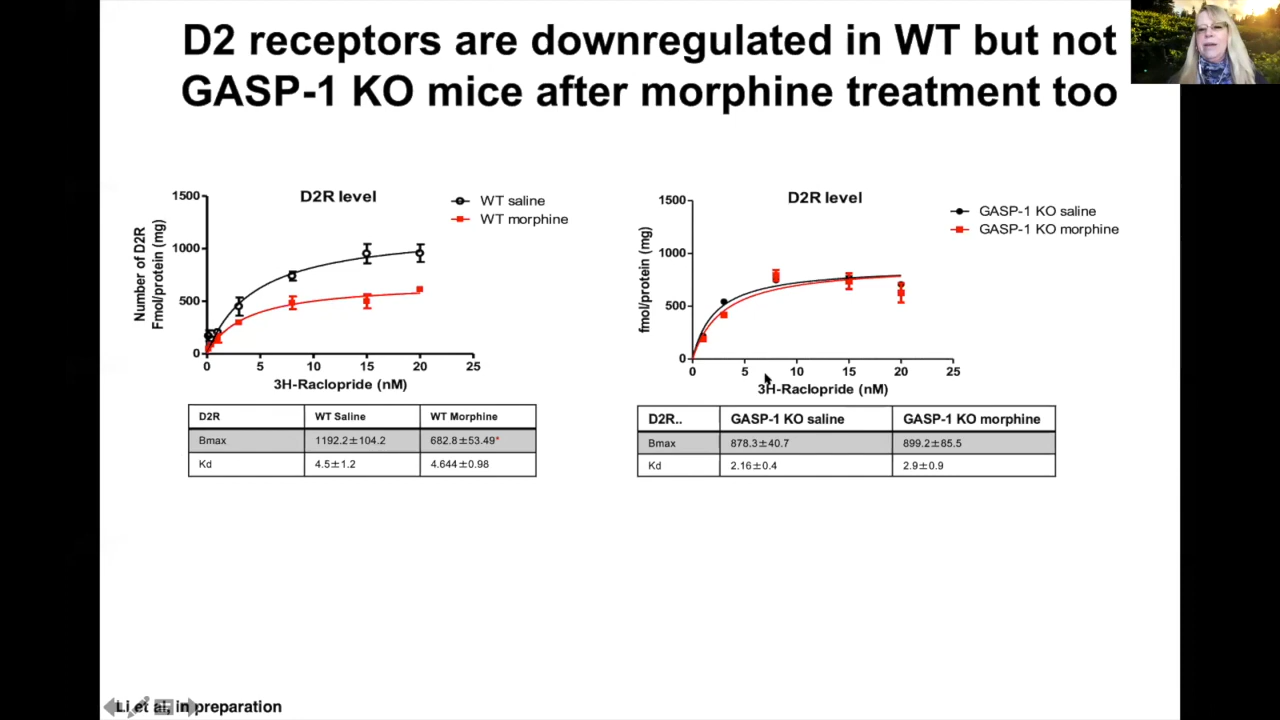 D2 receptors are downregulated in WT but not
GASP-1 KO mice after morphine treatment too
D2R level
WT saline
WT morphine
Number of D2R
Fmol/protein (mg)
1500
1000
500
0
0 5 10 15 20 25
3H-Raclopride (nM)
D2R WT Saline WT Morphine
Bmax 1192.2±104.2 682.8±53.49*
Kd 4.5±1.2 4.644±0.98
D2R level
GASP-1 KO saline
GASP-1 KO morphine
fmol/protein (mg)
1500
1000
500
0
0 5 10 15 20 25
3H-Raclopride (nM)
D2R.. GASP-1 KO saline GASP-1 KO morphine
Bmax 878.3±40.7 899.2±85.5
Kd 2.16±0.4 2.9±0.9
Li et al, in preparation